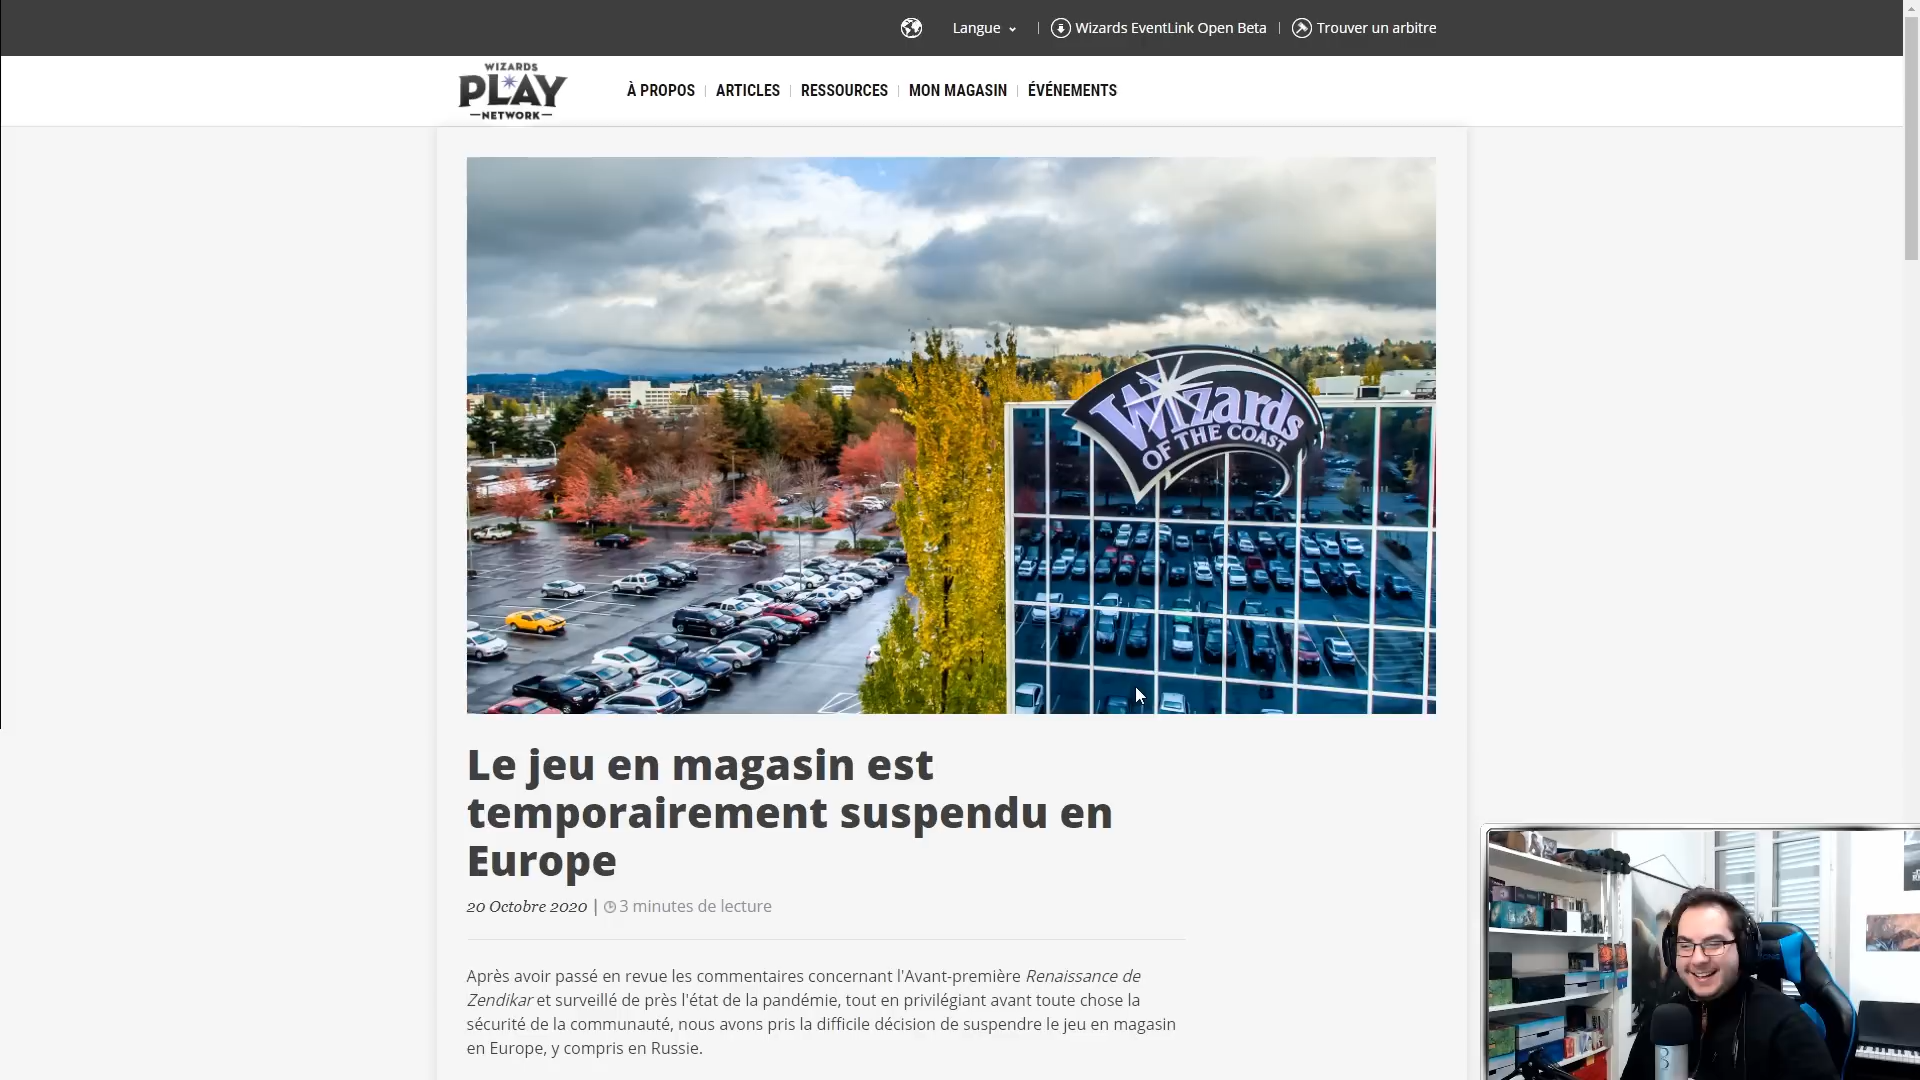 Langue
Wizards EventLink Open Beta
Trouver un arbitre
WIZARDS
PLAY
NETWORK
À PROPOS
ARTICLES
RESSOURCES
MON MAGASIN
ÉVÉNEMENTS
Wizards
OF THE COAST
Le jeu en magasin est
temporairement suspendu en
Europe
20 Octobre 2020 | 3 minutes de lecture
Après avoir passé en revue les commentaires concernant l'Avant-première Renaissance de
Zendikar et surveillé de près l'état de la pandémie, tout en privilégiant avant toute chose la
sécurité de la communauté, nous avons pris la difficile décision de suspendre le jeu en magasin
en Europe, y compris en Russie.